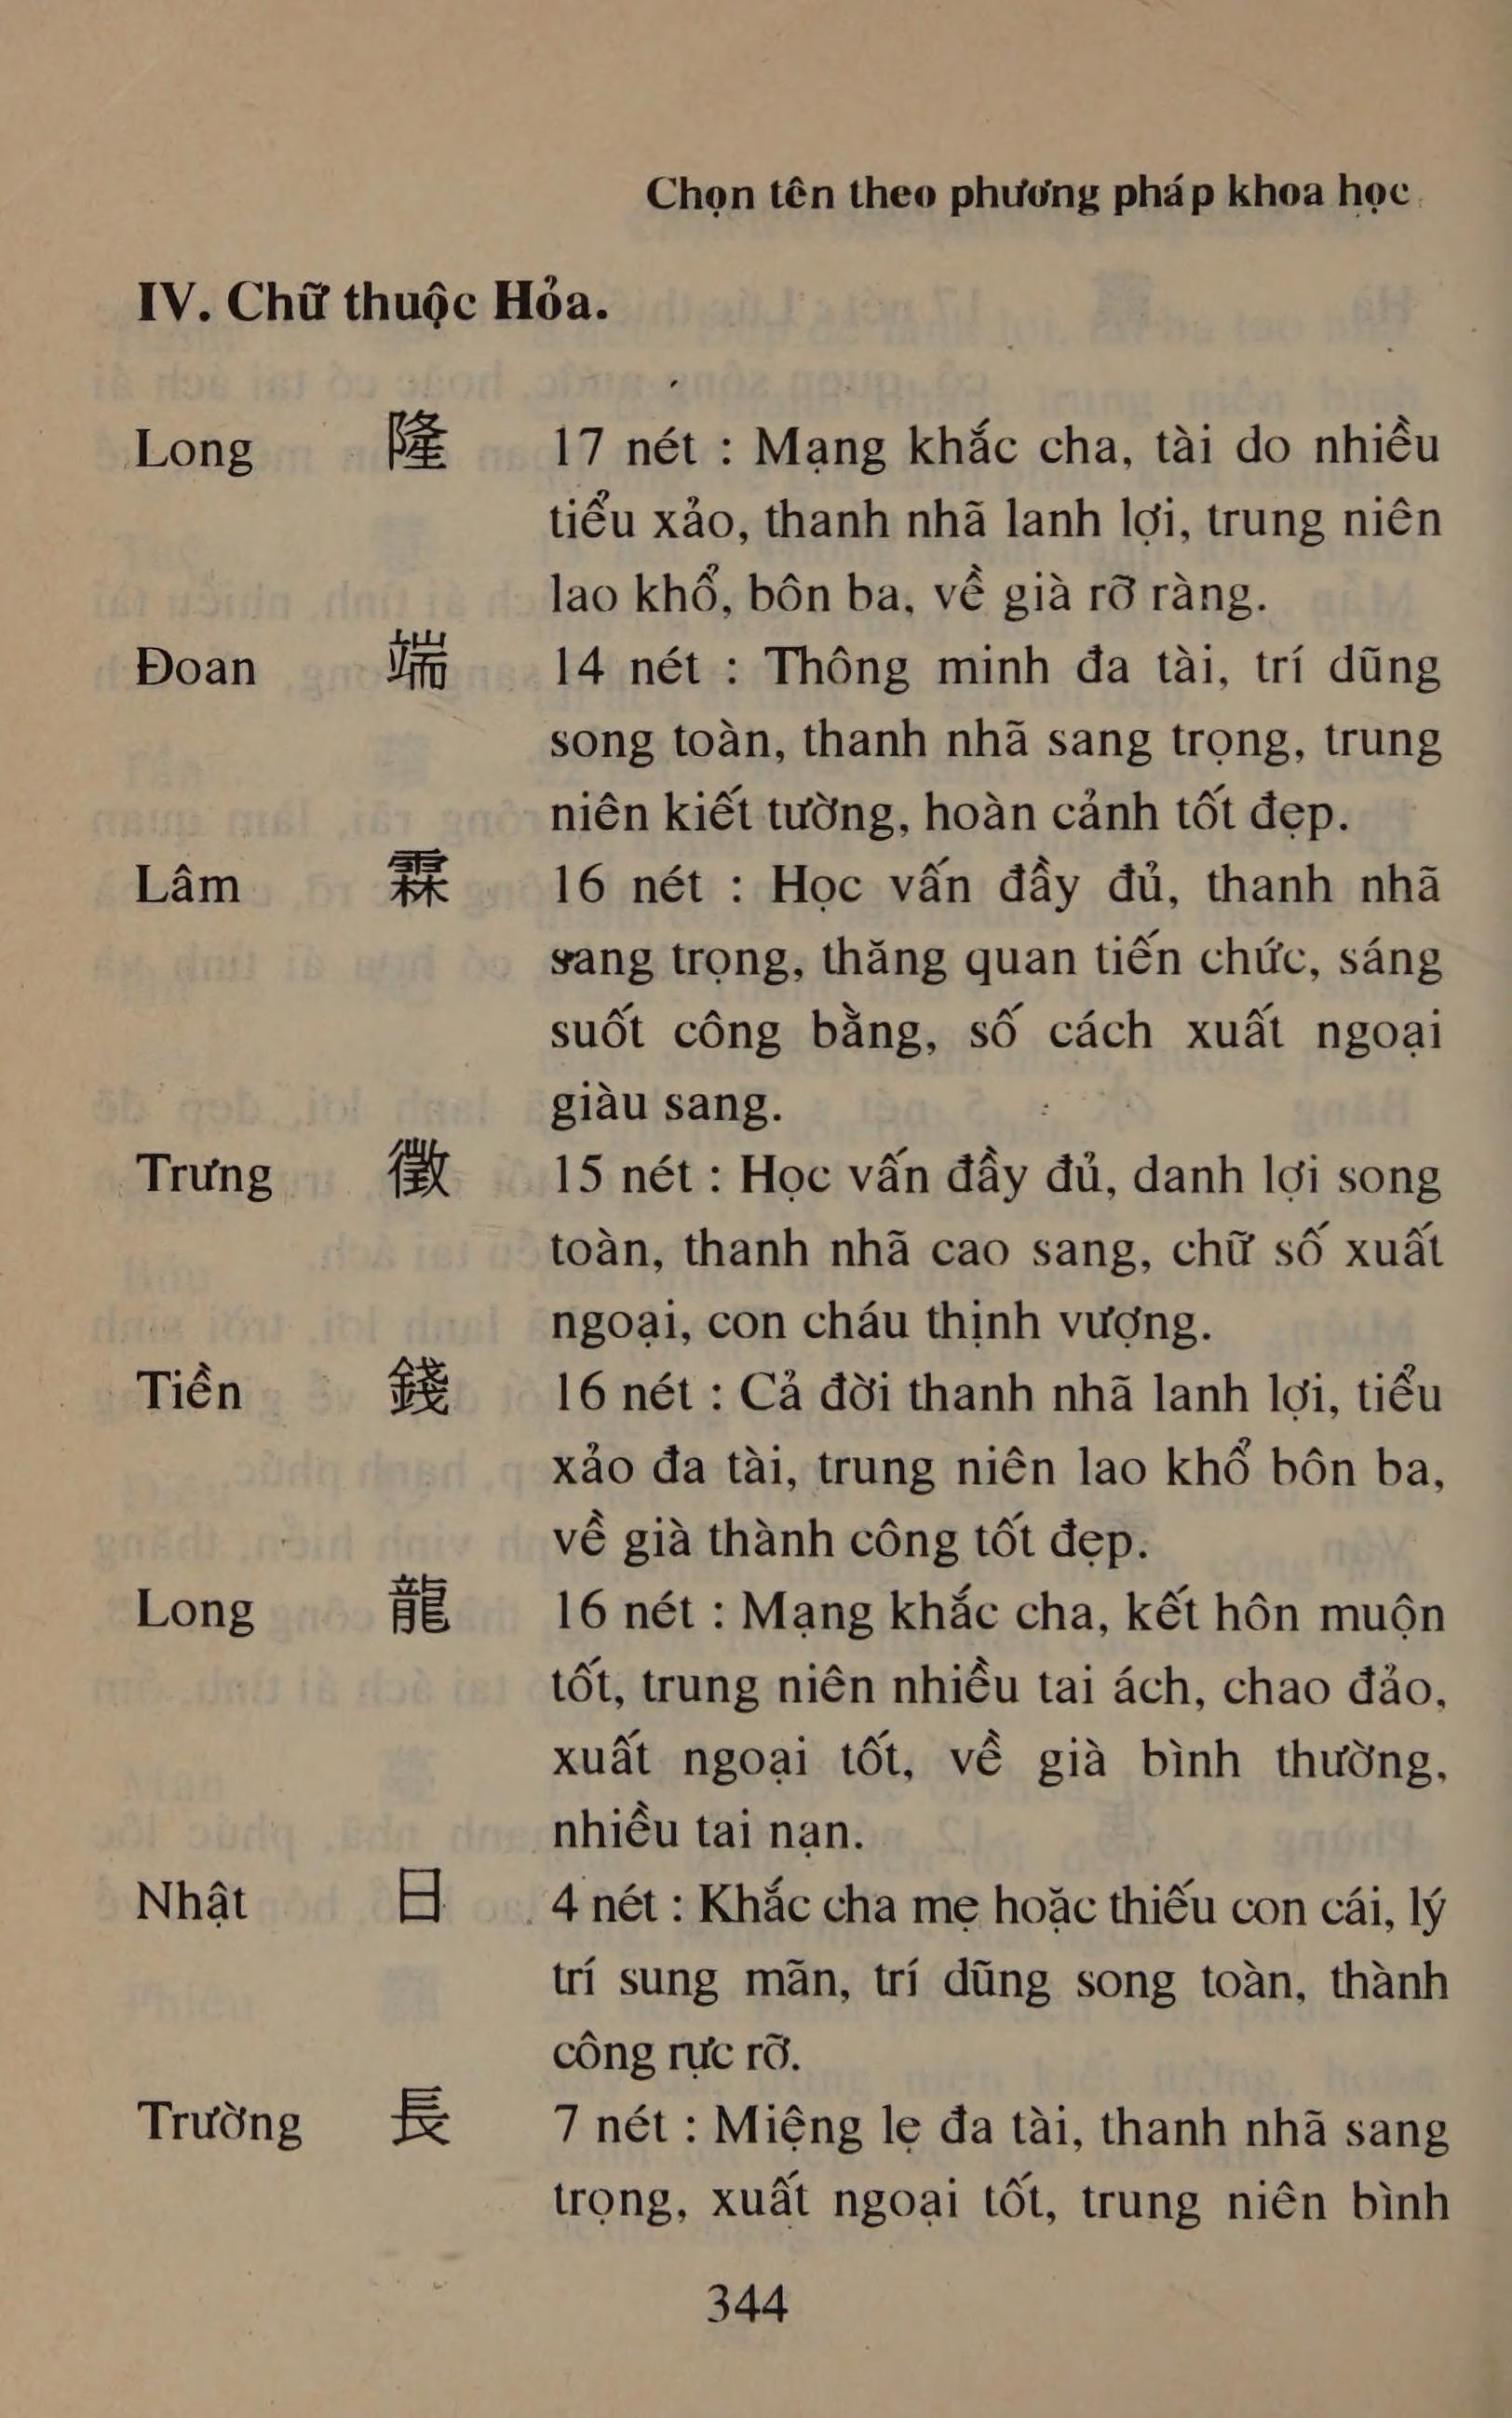 Chọn tên theo phương pháp khoa học
IV. Chữ thuộc Hỏa.
Long 隆 17 nét : Mạng khắc cha, tài do nhiều
tiểu xảo, thanh nhã lanh lợi, trung niên
lao khổ, bôn ba, về già rỡ ràng.
Đoan 端 14 nét : Thông minh đa tài, trí dũng
song toàn, thanh nhã sang trọng, trung
niên kiết tường, hoàn cảnh tốt đẹp.
Lâm 霖 16 nét : Học vấn đầy đủ, thanh nhã
sang trọng, thăng quan tiến chức, sáng
suốt công bằng, số cách xuất ngoại
giàu sang.
Trưng 徵 15 nét : Học vấn đầy đủ, danh lợi song
toàn, thanh nhã cao sang, chữ số xuất
ngoại, con cháu thịnh vượng.
Tiền 錢 16 nét : Cả đời thanh nhã lanh lợi, tiểu
xảo đa tài, trung niên lao khổ bôn ba,
về già thành công tốt đẹp.
Long 龍 16 nét : Mạng khắc cha, kết hôn muộn
tốt, trung niên nhiều tai ách, chao đảo,
xuất ngoại tốt, về già bình thường,
nhiều tai nạn.
Nhật 日 4 nét : Khắc cha mẹ hoặc thiếu con cái, lý
trí sung mãn, trí dũng song toàn, thành
công rực rỡ.
Trường 長 7 nét : Miệng lẹ đa tài, thanh nhã sang
trọng, xuất ngoại tốt, trung niên bình
344